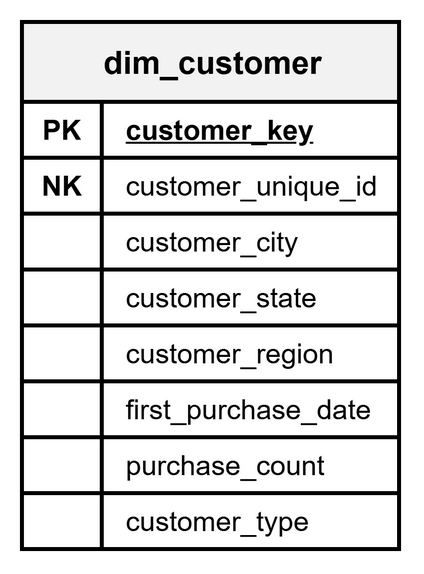 dim_customer
PK customer_key
NK customer_unique_id
customer_city
customer_state
customer_region
first_purchase_date
purchase_count
customer_type